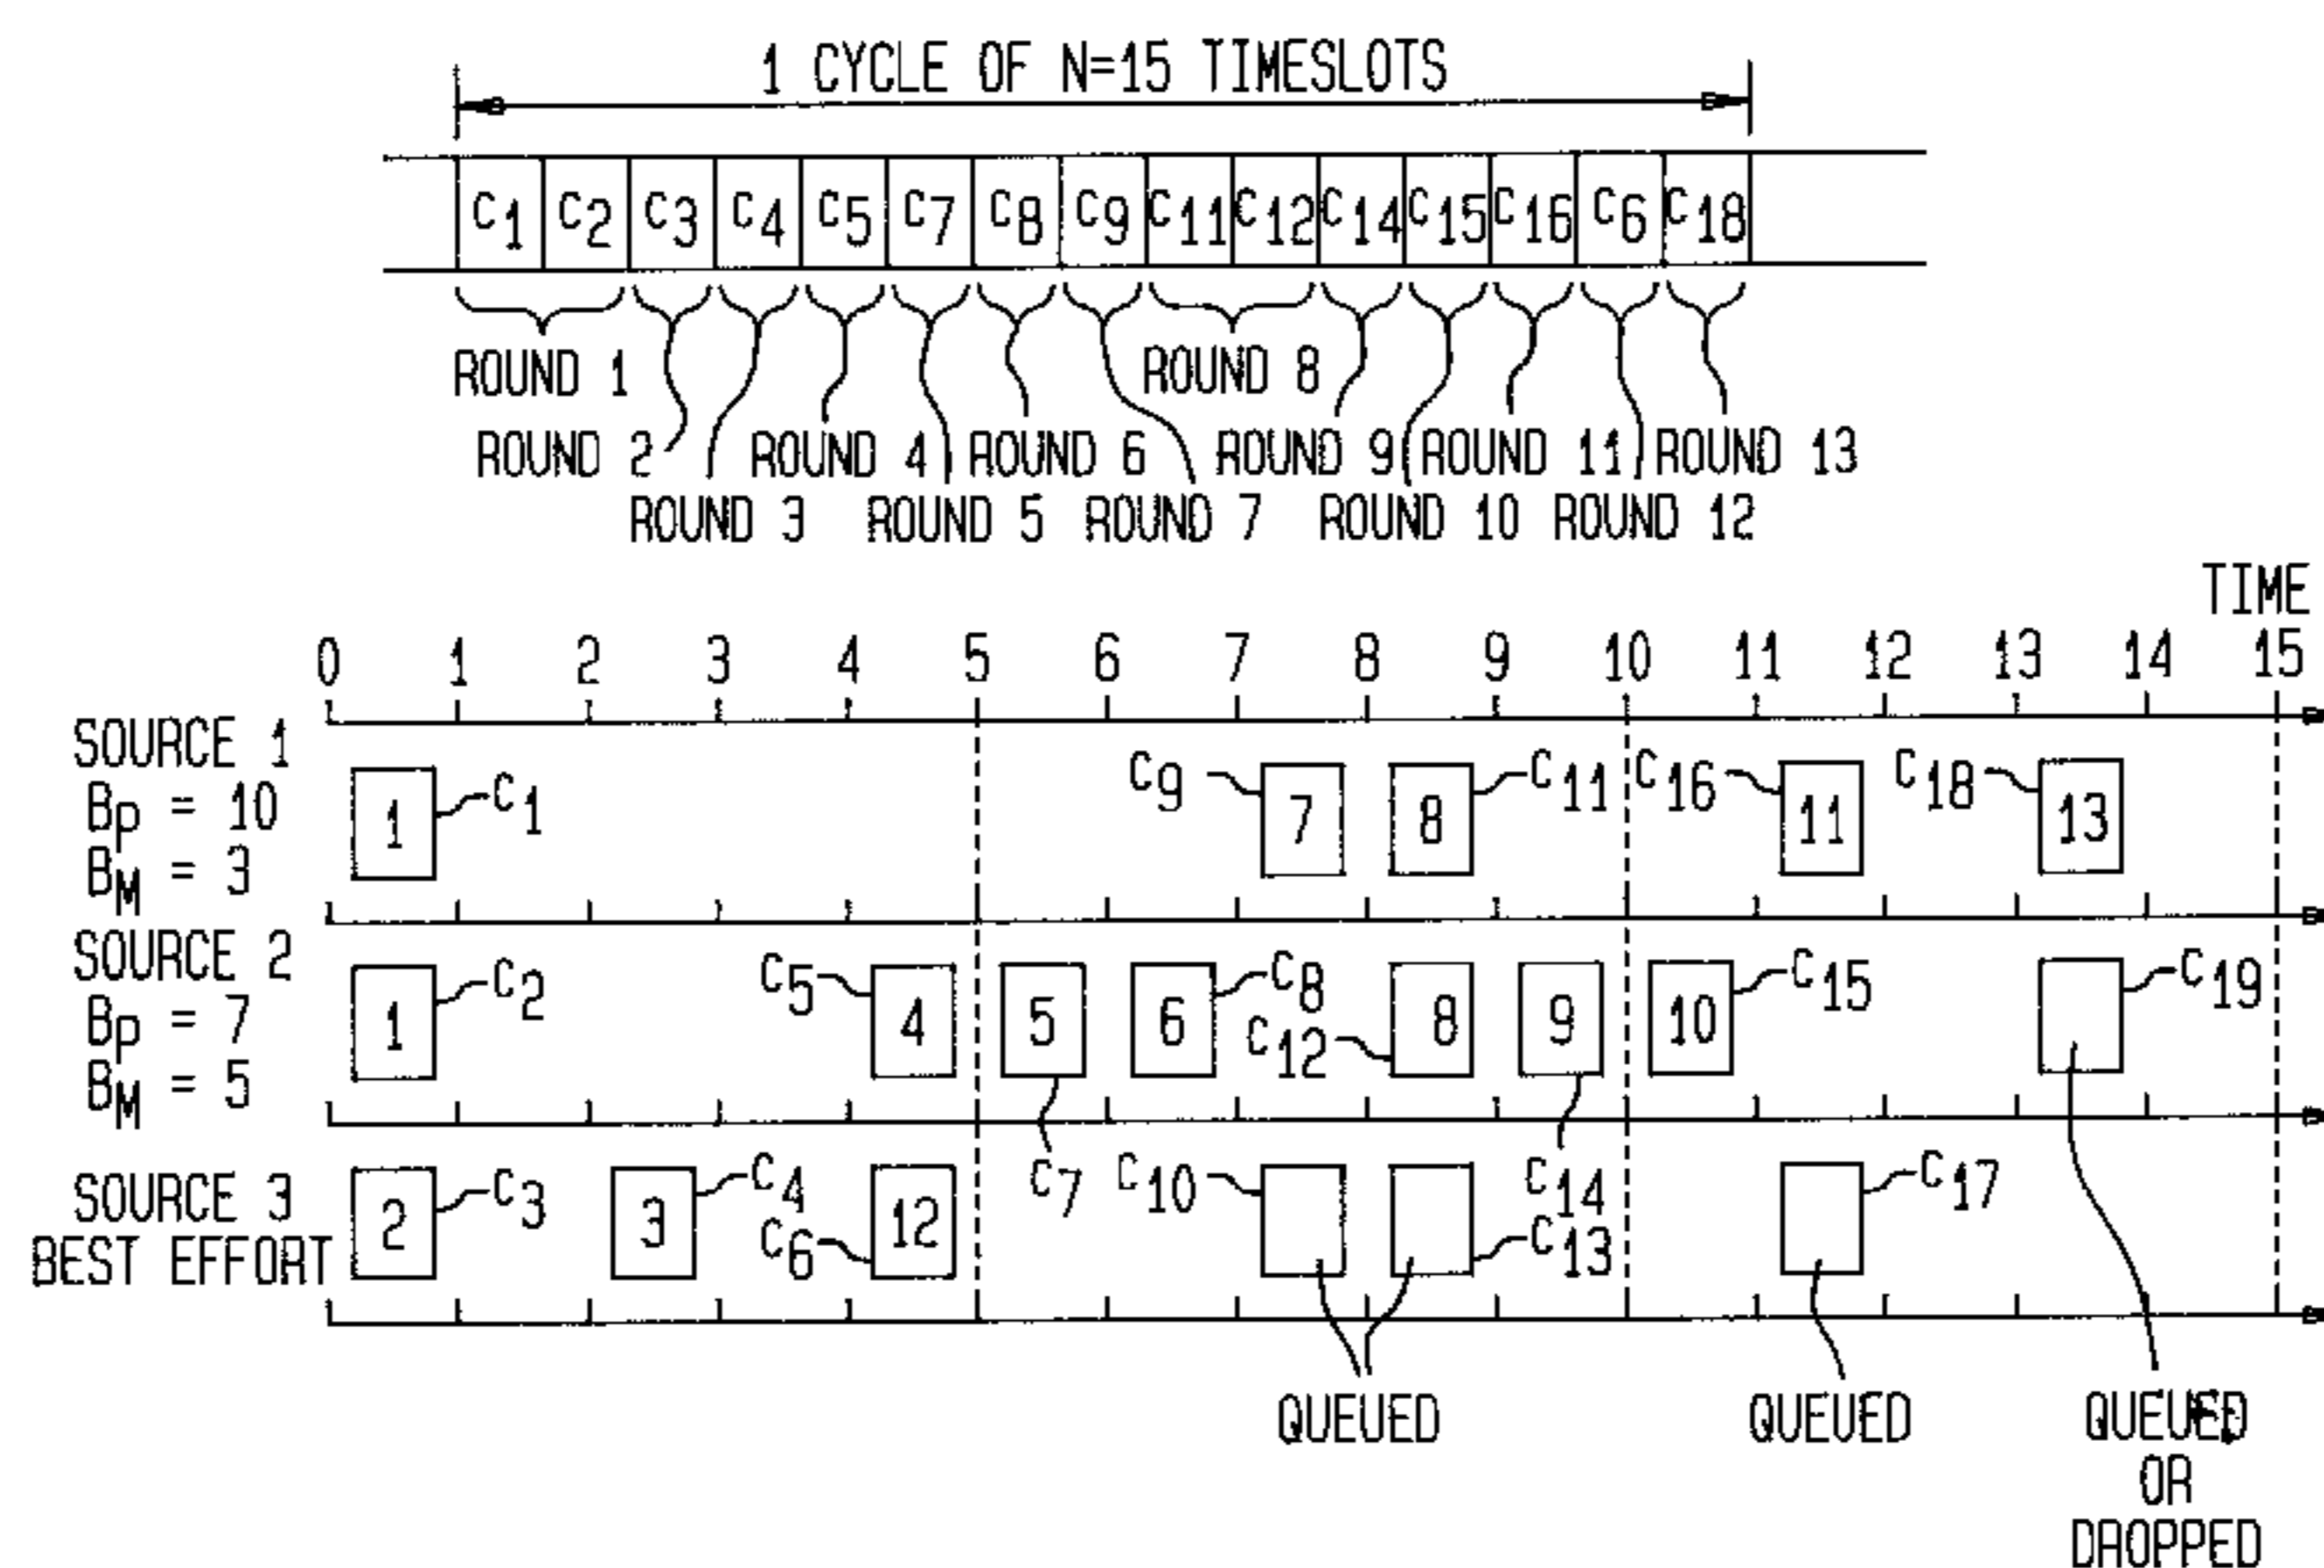 1 CYCLE OF N=15 TIMESLOTS
C1 C2 C3 C4 C5 C7 C8 C9 C11 C12 C14 C15 C16 C6 C18
ROUND 1 ROUND 8
ROUND 2 ROUND 4 ROUND 6 ROUND 9 ROUND 11 ROUND 13
ROUND 3 ROUND 5 ROUND 7 ROUND 10 ROUND 12
TIME
0 1 2 3 4 5 6 7 8 9 10 11 12 13 14 15
SOURCE 1
BP = 10
BM = 3
1 C1 C9 7 8 C11 C16 11 C18 13
SOURCE 2
BP = 7
BM = 5
1 C2 C5 4 5 C7 6 C8 C12 8 9 C14 10 C15 C19
SOURCE 3
BEST EFFORT
2 C3 3 C4 C6 12 C10 C13 C17
QUEUED QUEUED QUEUED
OR
DROPPED